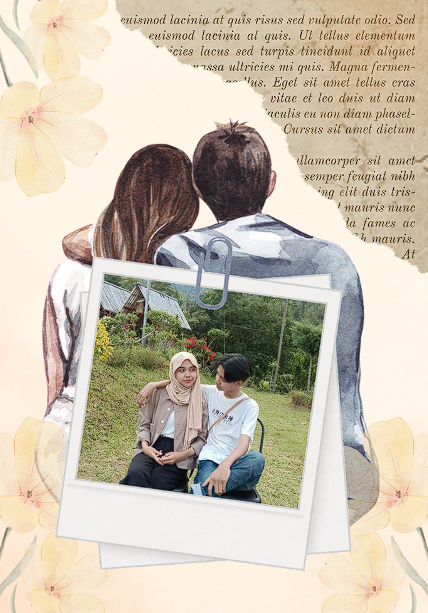 euismod lacinia at quis risus sed vulputate odio. Sed
euismod lacinia at quis. Ut tellus elementum
lacus sed turpis tincidunt id aliquet
massa ultricies mi quis. Magna fermen-
tellus. Eget sit amet tellus cras
vitae et leo duis ut diam
iaculis eu non diam phasel-
Cursus sit amet dictum
ullamcorper sit amet
semper feugiat nibh
elit duis tris-
mauris nunc
fames ac
mauris.
At